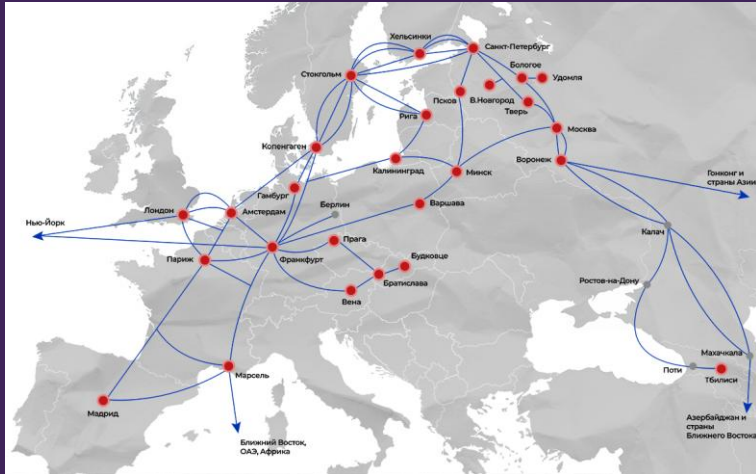 Хельсинки
Санкт-Петербург
Стокгольм
Бологое
Удомля
Псков
В.Новгород
Тверь
Рига
Москва
Копенгаген
Воронеж
Калининград
Минск
Гонконг и
страны Азии
Гамбург
Берлин
Лондон
Амстердам
Варшава
Нью-Йорк
Калач
Прага
Париж
Франкфурт
Будковце
Братислава
Вена
Ростов-на-Дону
Махачкала
Марсель
Поти
Тбилиси
Мадрид
Ближний Восток,
ОАЭ, Африка
Азербайджан и
страны
Ближнего Востока